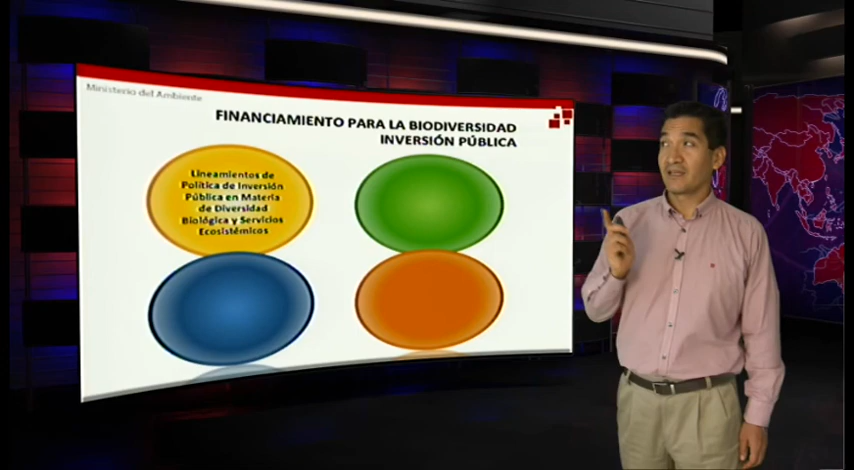 Ministerio del Ambiente
FINANCIAMIENTO PARA LA BIODIVERSIDAD
INVERSIÓN PÚBLICA
Lineamientos de
Política de Inversión
Pública en Materia
de Diversidad
Biológica y Servicios
Ecosistémicos